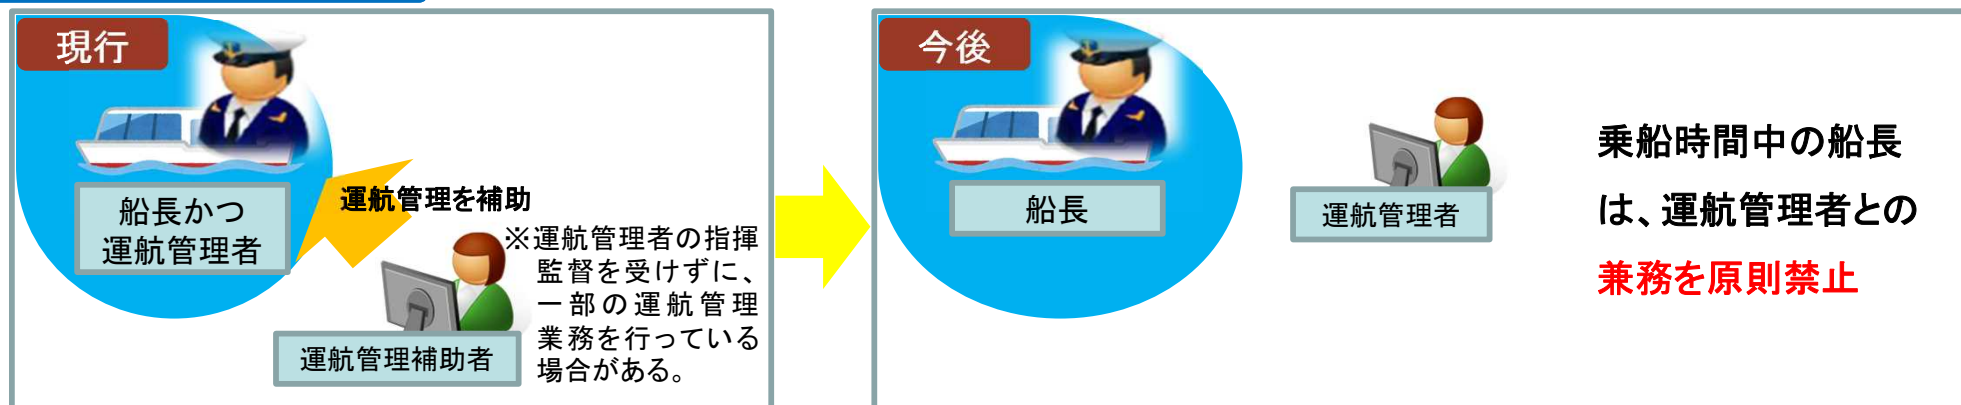 現行
船長かつ
運航管理者
運航管理を補助
※運航管理者の指揮
監督を受けずに、
一部の運航管理
業務を行っている
場合がある。
運航管理補助者
今後
船長
運航管理者
乗船時間中の船長
は、運航管理者との
兼務を原則禁止